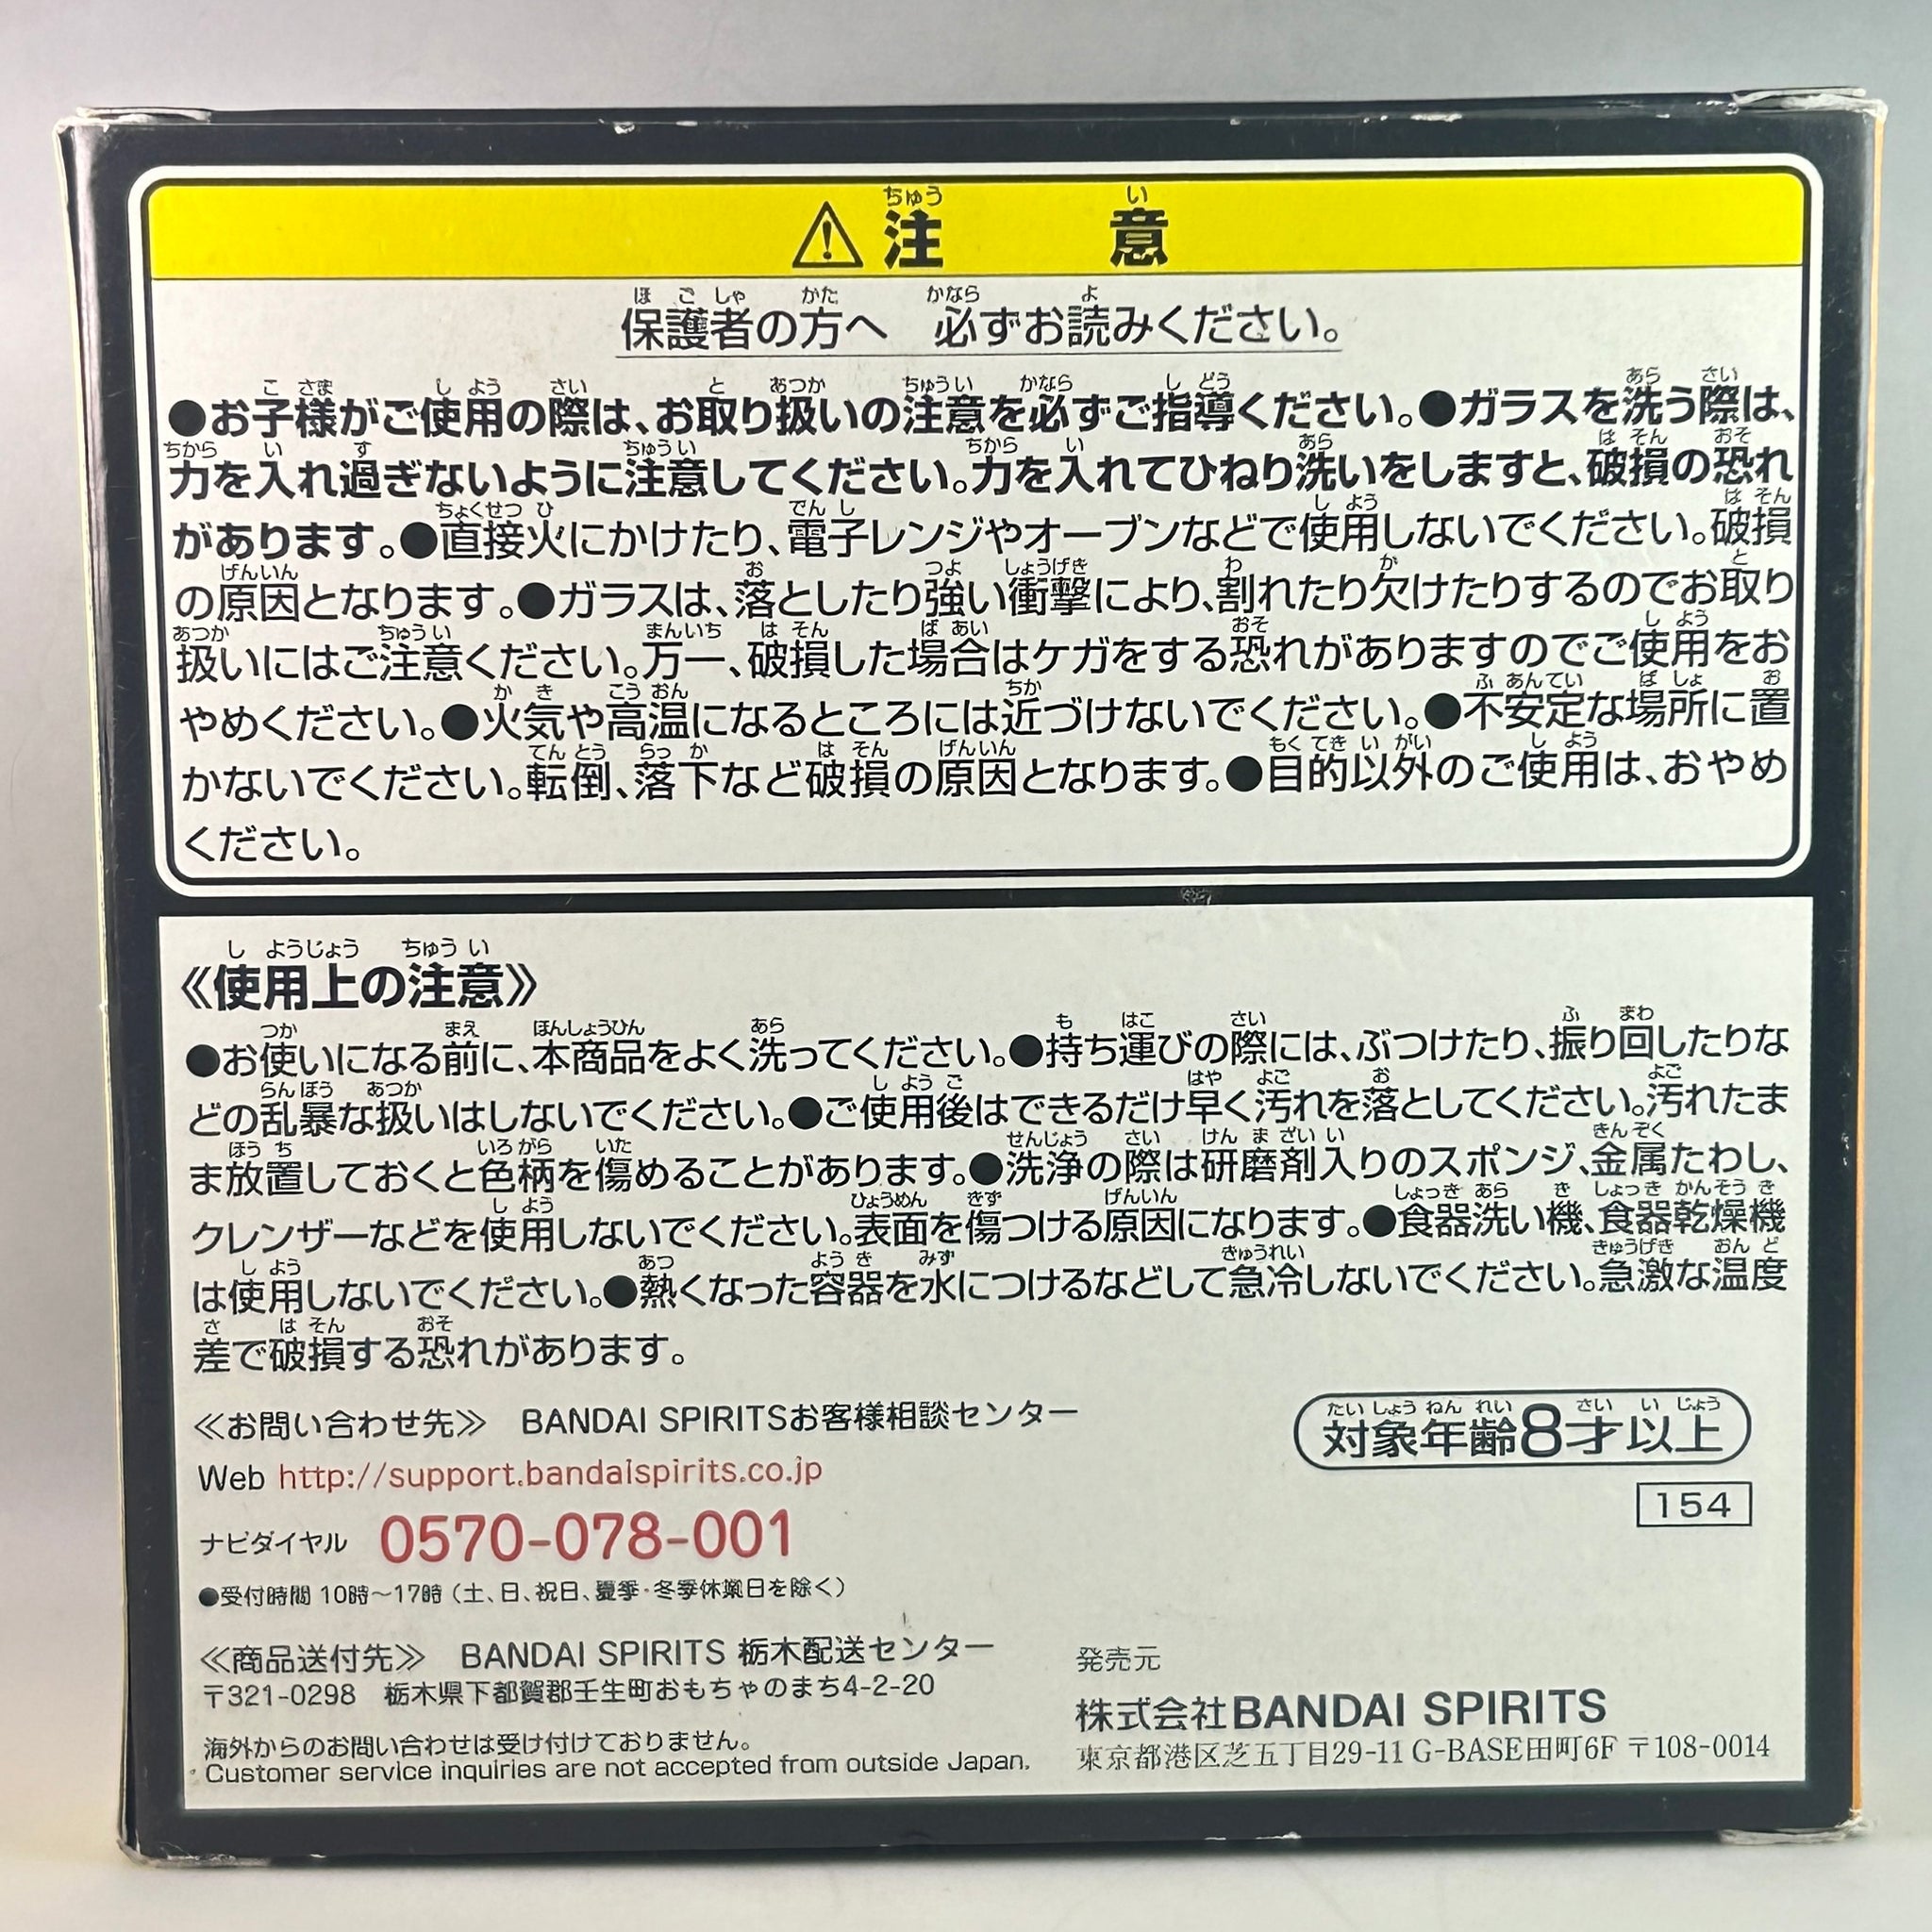 ⚠注 意
保護者の方へ 必ずお読みください。
●お子様がご使用の際は、お取り扱いの注意を必ずご指導ください。●ガラスを洗う際は、
力を入れ過ぎないように注意してください。力を入れてひねり洗いをしますと、破損の恐れ
があります。●直接火にかけたり、電子レンジやオーブンなどで使用しないでください。破損
の原因となります。●ガラスは、落としたり強い衝撃により、割れたり欠けたりするのでお取り
扱いにはご注意ください。万一、破損した場合はケガをする恐れがありますのでご使用をお
やめください。●火気や高温になるところには近づけないでください。●不安定な場所に置
かないでください。転倒、落下など破損の原因となります。●目的以外のご使用は、おやめ
ください。
《使用上の注意》
●お使いになる前に、本商品をよく洗ってください。●持ち運びの際には、ぶつけたり、振り回したりな
どの乱暴な扱いはしないでください。●ご使用後はできるだけ早く汚れを落としてください。汚れたま
ま放置しておくと色柄を傷めることがあります。●洗浄の際は研磨剤入りのスポンジ、金属たわし、
クレンザーなどを使用しないでください。表面を傷つける原因になります。●食器洗い機、食器乾燥機
は使用しないでください。●熱くなった容器を水につけるなどして急冷しないでください。急激な温度
差で破損する恐れがあります。
≪お問い合わせ先≫ BANDAI SPIRITSお客様相談センター
Web http://support.bandaispirits.co.jp
ナビダイヤル 0570-078-001
●受付時間 10時～17時（土、日、祝日、夏季・冬季休業日を除く）
対象年齢8才以上
154
≪商品送付先≫ BANDAI SPIRITS 栃木配送センター
〒321-0298 栃木県下都賀郡壬生町おもちゃのまち4-2-20
海外からのお問い合わせは受け付けておりません。
Customer service inquiries are not accepted from outside Japan.
発売元
株式会社BANDAI SPIRITS
東京都港区芝五丁目29-11 G-BASE田町6F 〒108-0014